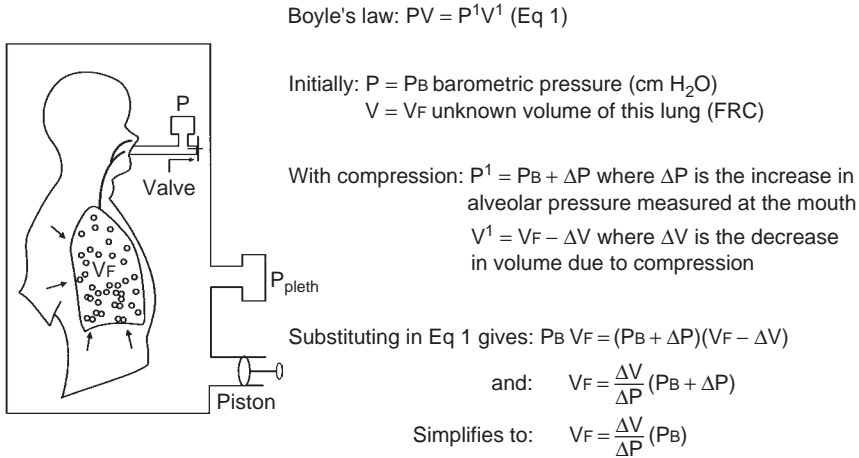 Boyle's law: PV = P¹V¹ (Eq 1)
Initially: P = PB barometric pressure (cm H₂O)
V = VF unknown volume of this lung (FRC)
P
Valve
With compression: P¹ = PB + ΔP where ΔP is the increase in
alveolar pressure measured at the mouth
V¹ = VF − ΔV where ΔV is the decrease
in volume due to compression
VF
Ppleth
Substituting in Eq 1 gives: PB VF = (PB + ΔP)(VF − ΔV)
and: VF = ΔV/ΔP (PB + ΔP)
Piston
Simplifies to: VF = ΔV/ΔP (PB)